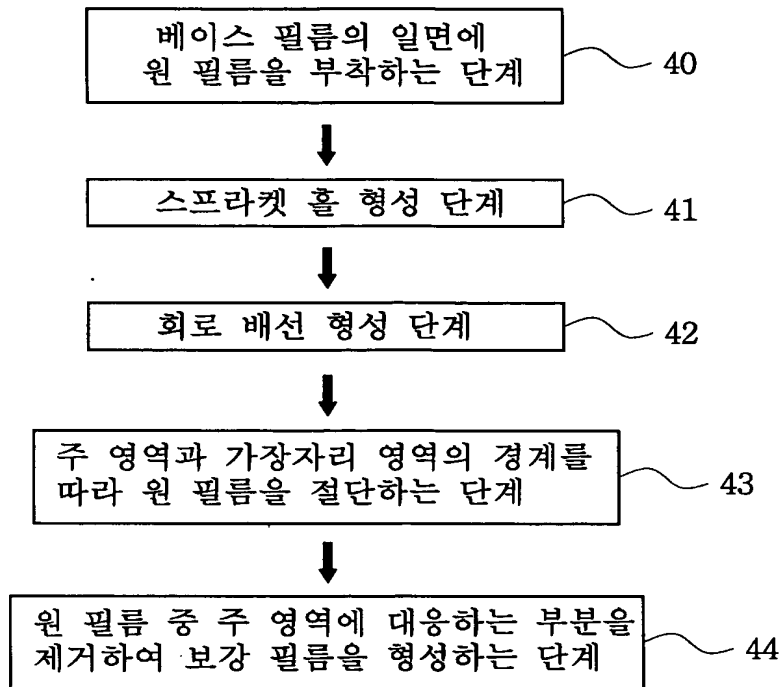 베이스 필름의 일면에
원 필름을 부착하는 단계
40
스프라켓 홀 형성 단계
41
회로 배선 형성 단계
42
주 영역과 가장자리 영역의 경계를
따라 원 필름을 절단하는 단계
43
원 필름 중 주 영역에 대응하는 부분을
제거하여 보강 필름을 형성하는 단계
44